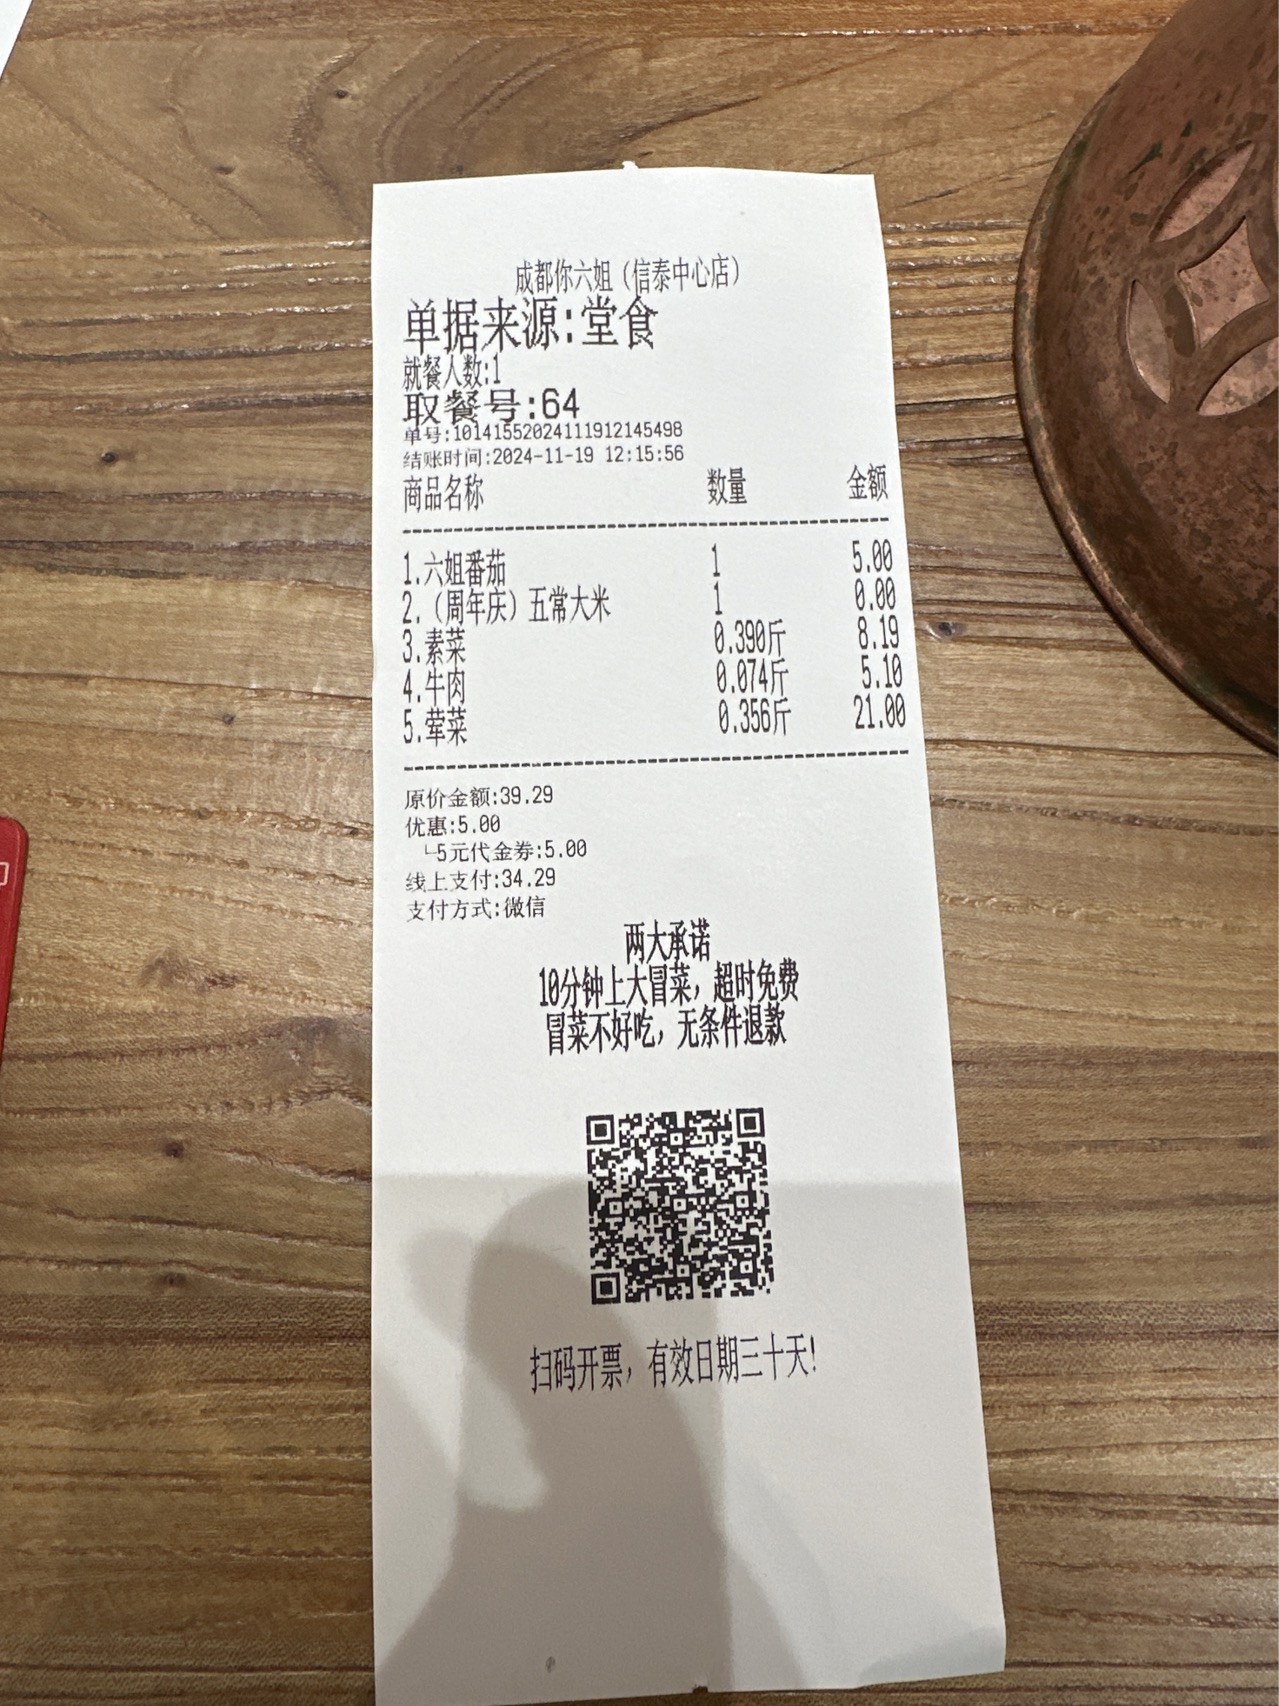 成都你六姐（信泰中心店）
单据来源:堂食
就餐人数:1
取餐号:64
单号:10141552024111912145498
结账时间:2024-11-19 12:15:56
商品名称 数量 金额
1.六姐番茄 1 5.00
2.（周年庆）五常大米 1 0.00
3.素菜 0.390斤 8.19
4.牛肉 0.074斤 5.10
5.荤菜 0.356斤 21.00
原价金额:39.29
优惠:5.00
└5元代金券:5.00
线上支付:34.29
支付方式:微信
两大承诺
10分钟上大冒菜，超时免费
冒菜不好吃，无条件退款
扫码开票，有效日期三十天!